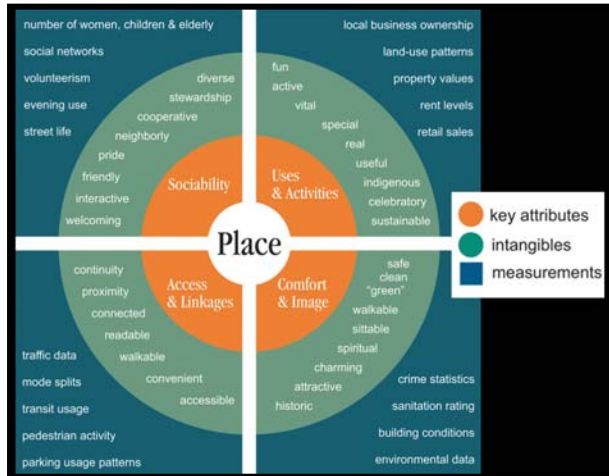 number of women, children & elderly
social networks
volunteerism
evening use
street life
diverse
stewardship
cooperative
neighborly
pride
friendly
interactive
welcoming
Sociability
local business ownership
land-use patterns
property values
rent levels
retail sales
fun
active
vital
special
real
useful
indigenous
celebratory
sustainable
Uses
& Activities
Place
key attributes
intangibles
measurements
Access
& Linkages
continuity
proximity
connected
readable
walkable
convenient
accessible
traffic data
mode splits
transit usage
pedestrian activity
parking usage patterns
Comfort
& Image
safe
clean
"green"
walkable
sittable
spiritual
charming
attractive
historic
crime statistics
sanitation rating
building conditions
environmental data